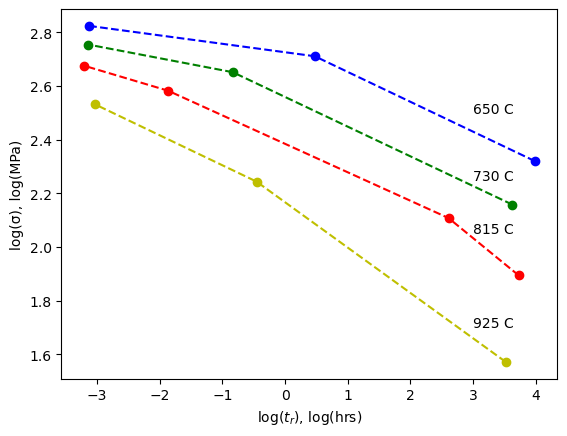 2.8
2.6
2.4
2.2
2.0
1.8
1.6
log(σ), log(MPa)
650 C
730 C
815 C
925 C
−3 −2 −1 0 1 2 3 4
log(t_r), log(hrs)